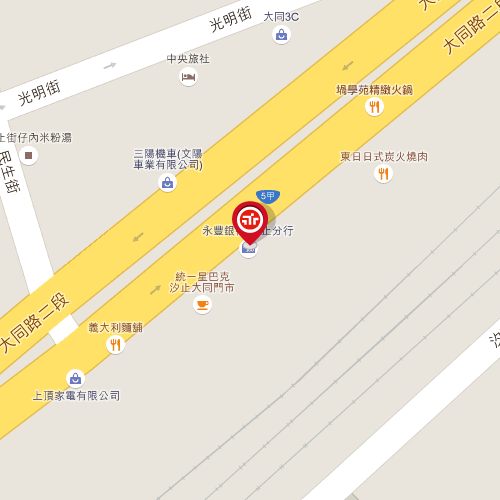 大同3C
光明街
中央旅社
光明街
大同路二段
蝸學苑精緻火鍋
止街仔內米粉湯
三陽機車(文陽
車業有限公司)
東日日式炭火燒肉
民生街
5甲
永豐銀
止分行
統一星巴克
汐止大同門市
大同路二段
義大利麵舖
上頂家電有限公司
汐